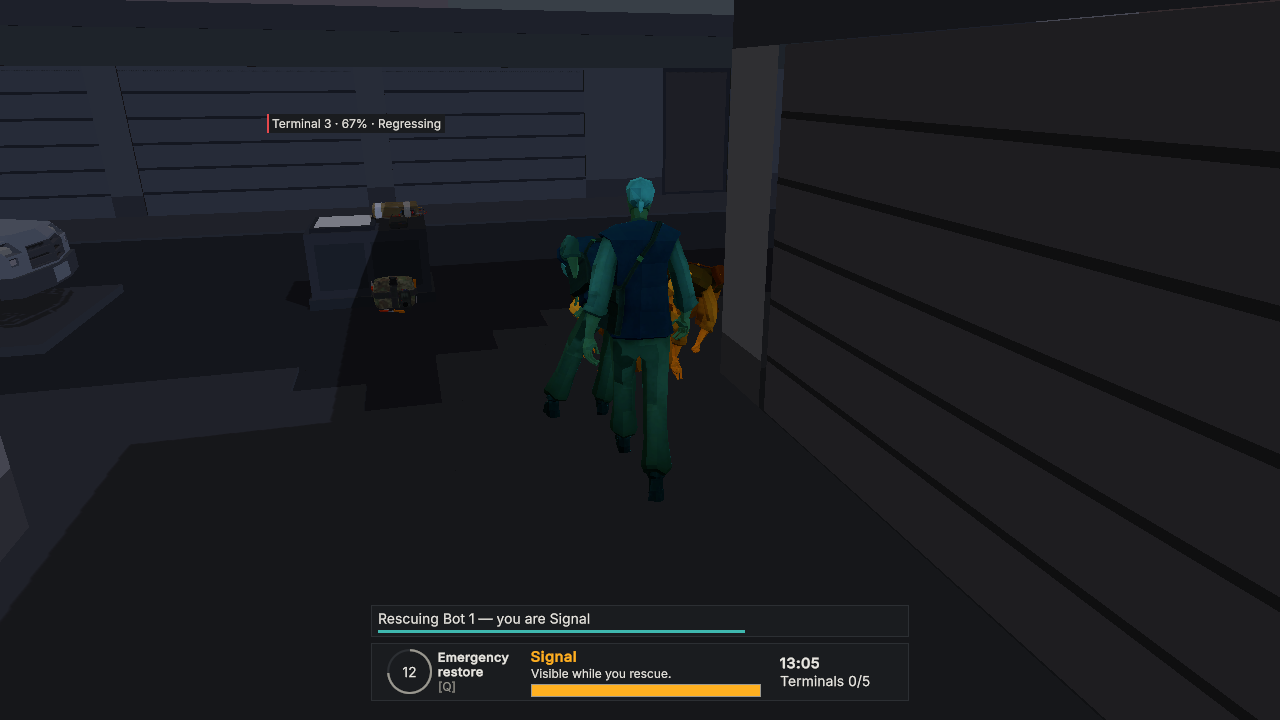 Terminal 3 · 67% · Regressing
Rescuing Bot 1 — you are Signal
12
Emergency
restore
[Q]
Signal
Visible while you rescue.
13:05
Terminals 0/5